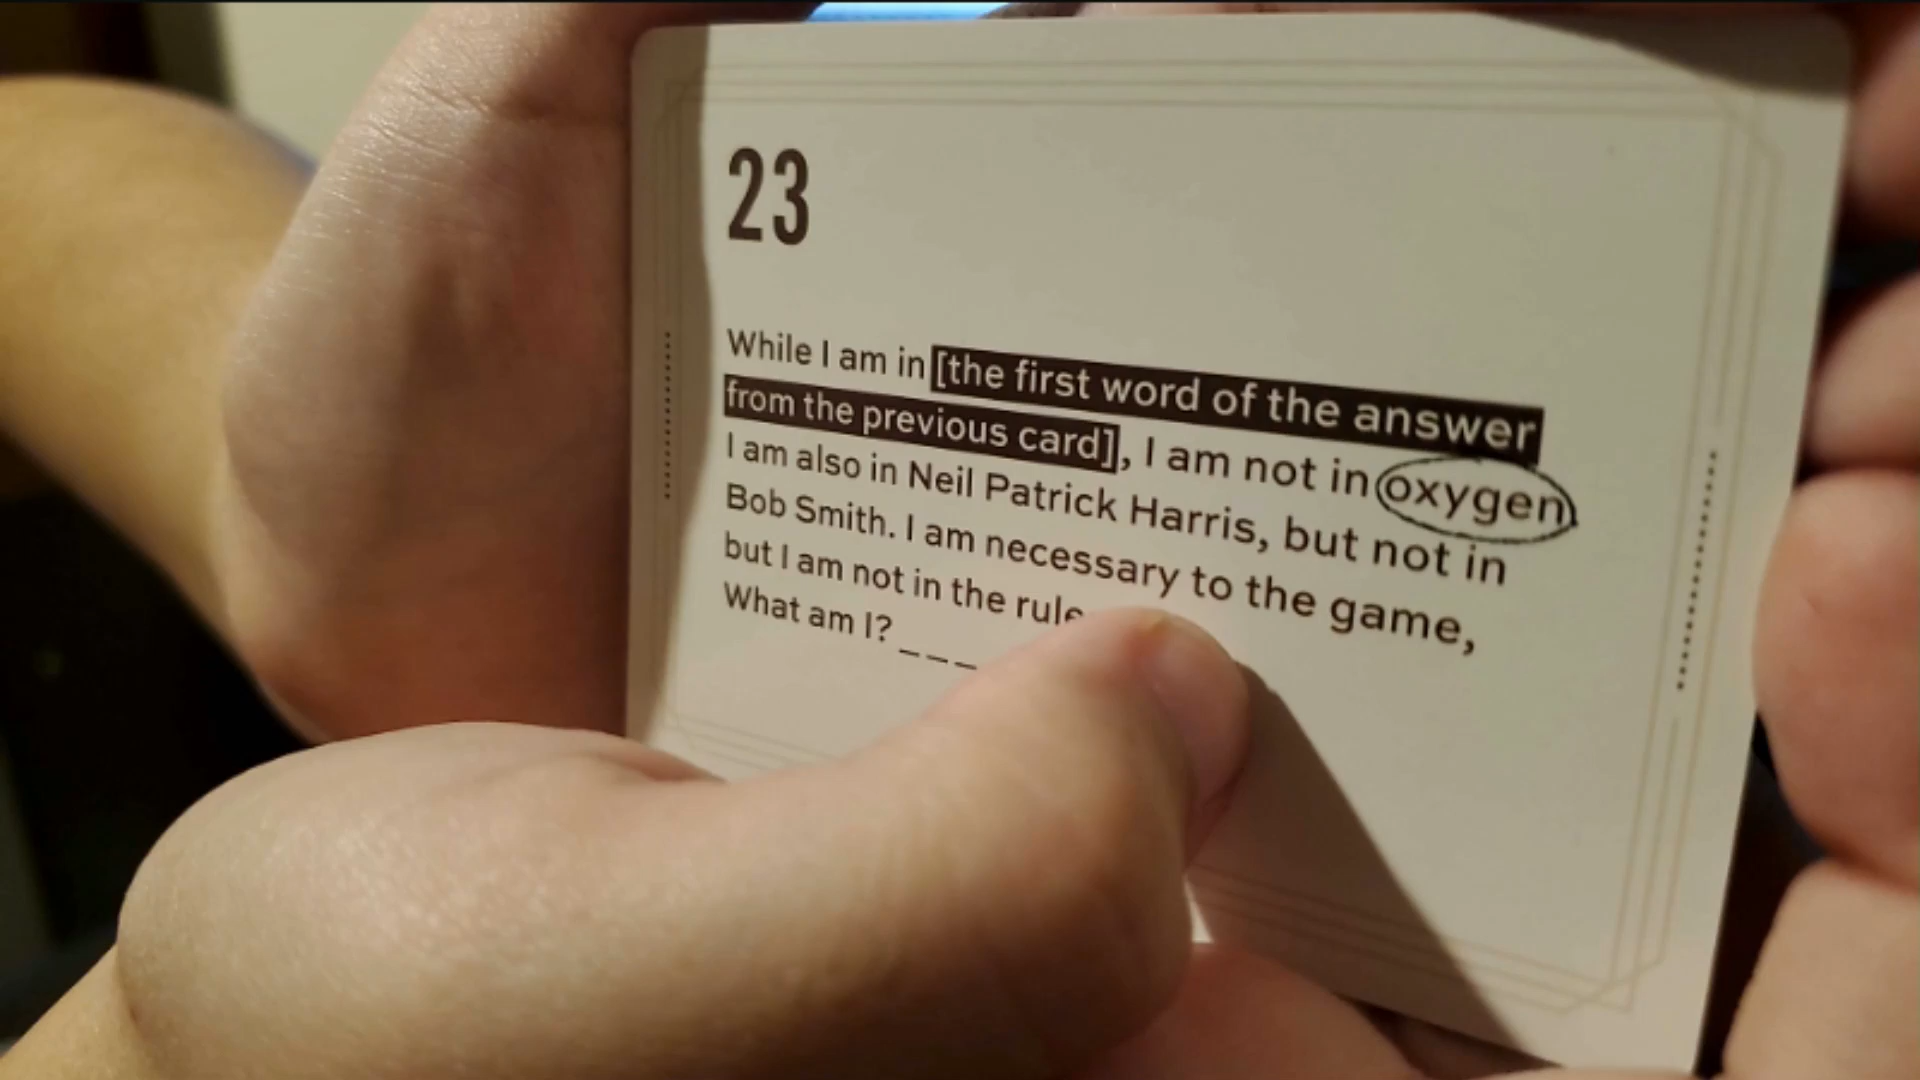 23
While I am in [the first word of the answer
from the previous card], I am not in oxygen.
I am also in Neil Patrick Harris, but not in
Bob Smith. I am necessary to the game,
but I am not in the
What am I? _ _ _